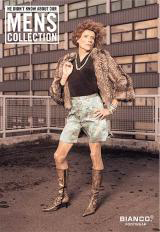 HE DIDN'T KNOW ABOUT OUR
MENS
COLLECTION
BIANCO
FOOTWEAR